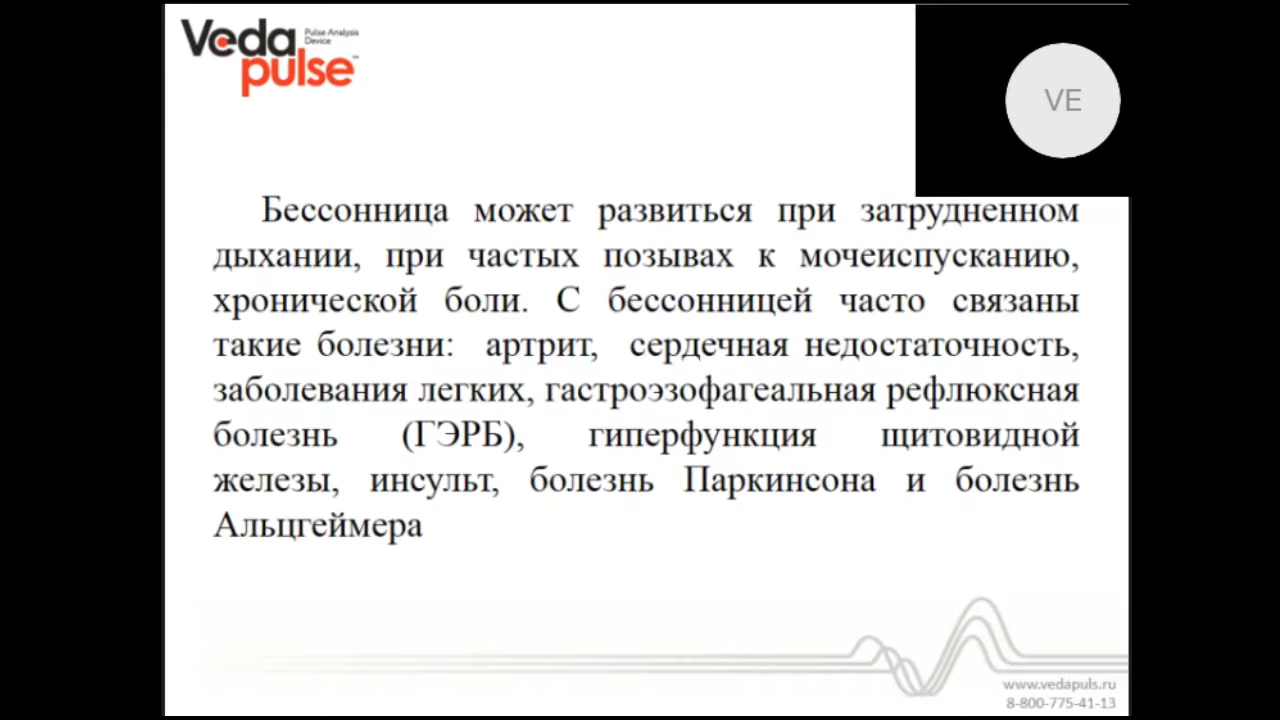 Veda
pulse
Pulse Analysis
Device
VE
Бессонница может развиться при затрудненном
дыхании, при частых позывах к мочеиспусканию,
хронической боли. С бессонницей часто связаны
такие болезни: артрит, сердечная недостаточность,
заболевания легких, гастроэзофагеальная рефлюксная
болезнь (ГЭРБ), гиперфункция щитовидной
железы, инсульт, болезнь Паркинсона и болезнь
Альцгеймера
www.vedapuls.ru
8-800-775-41-13